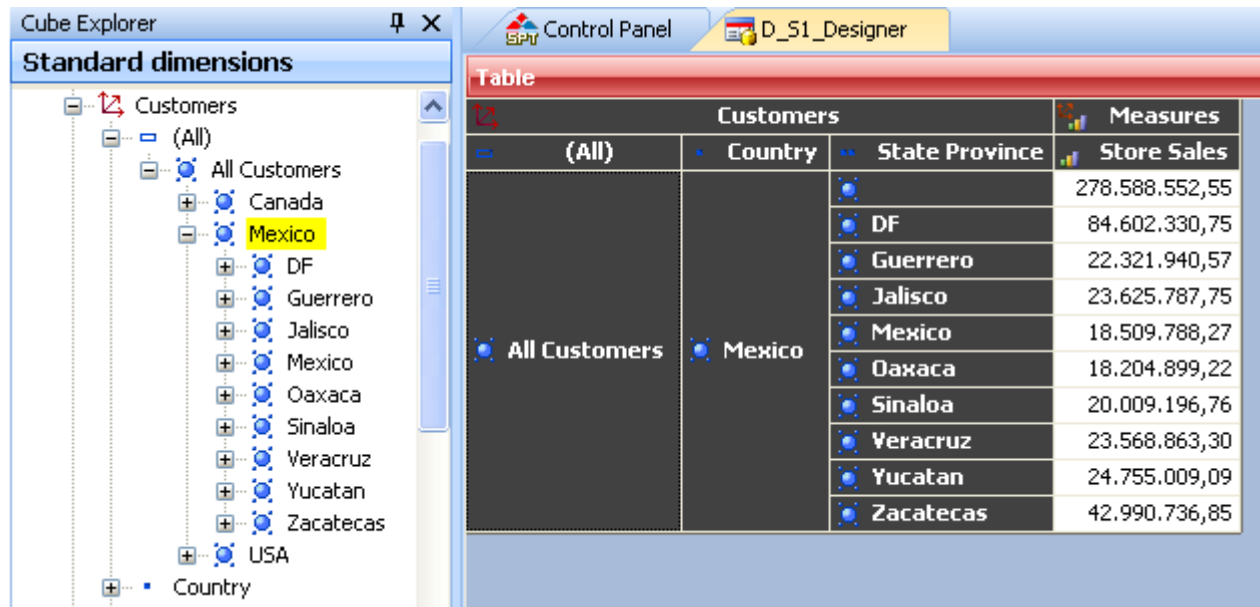 Cube Explorer
Standard dimensions
Customers
(All)
All Customers
Canada
Mexico
DF
Guerrero
Jalisco
Mexico
Oaxaca
Sinaloa
Veracruz
Yucatan
Zacatecas
USA
Country
SPT Control Panel D_S1_Designer
Table
Customers Measures
(All) Country State Province Store Sales
278.588.552,55
DF 84.602.330,75
Guerrero 22.321.940,57
Jalisco 23.625.787,75
Mexico 18.509.788,27
All Customers Mexico
Oaxaca 18.204.899,22
Sinaloa 20.009.196,76
Veracruz 23.568.863,30
Yucatan 24.755.009,09
Zacatecas 42.990.736,85